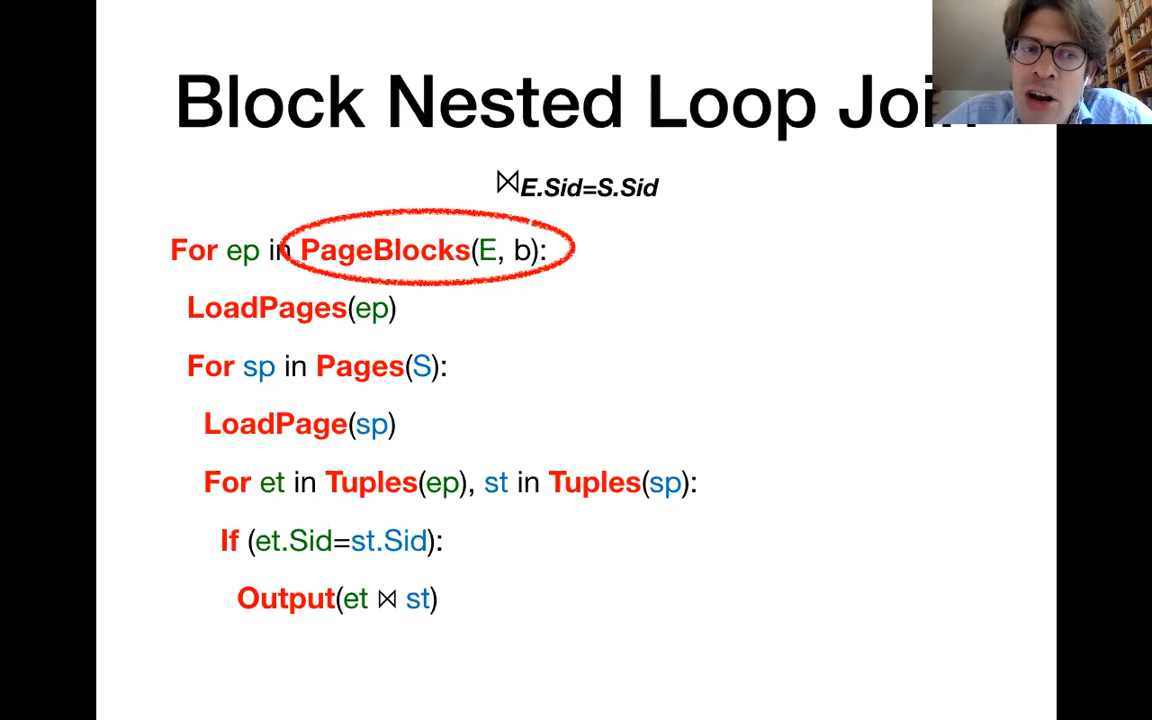 Block Nested Loop Join
⋈E.Sid=S.Sid
For ep in PageBlocks(E, b):
LoadPages(ep)
For sp in Pages(S):
LoadPage(sp)
For et in Tuples(ep), st in Tuples(sp):
If (et.Sid=st.Sid):
Output(et ⋈ st)